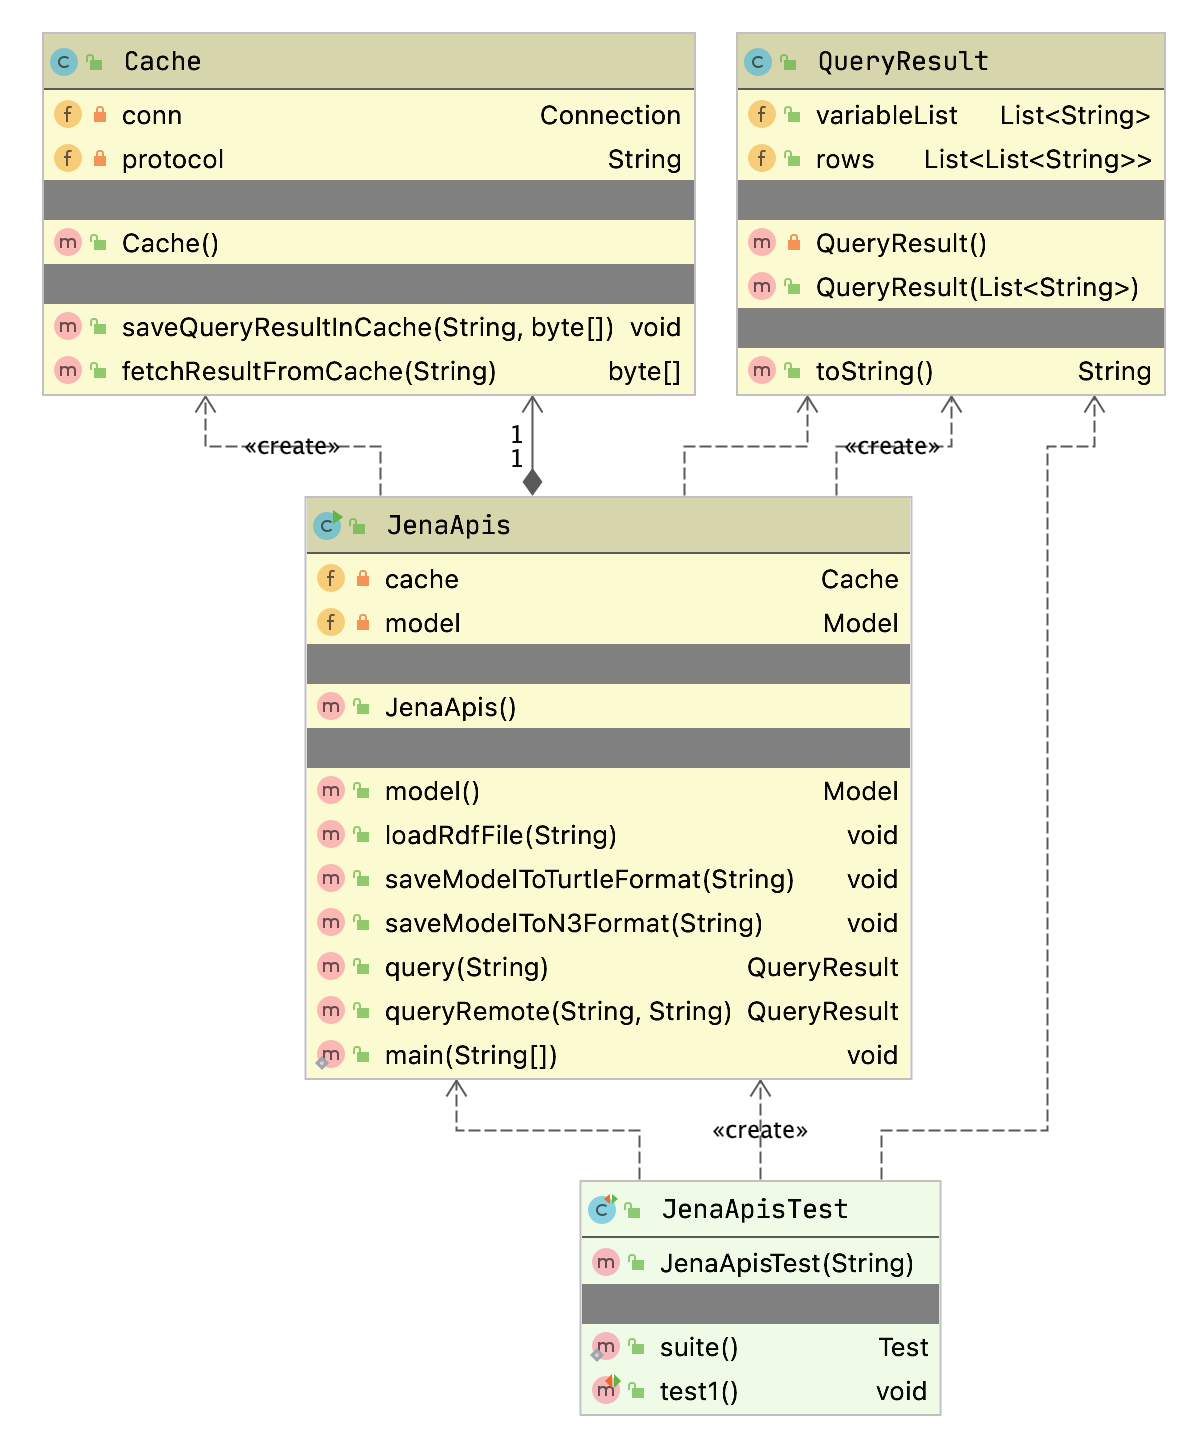 Cache
conn Connection
protocol String
Cache()
saveQueryResultInCache(String, byte[]) void
fetchResultFromCache(String) byte[]
QueryResult
variableList List<String>
rows List<List<String>>
QueryResult()
QueryResult(List<String>)
toString() String
«create»
1
1
«create»
JenaApis
cache Cache
model Model
JenaApis()
model() Model
loadRdfFile(String) void
saveModelToTurtleFormat(String) void
saveModelToN3Format(String) void
query(String) QueryResult
queryRemote(String, String) QueryResult
main(String[]) void
«create»
JenaApisTest
JenaApisTest(String)
suite() Test
test1() void